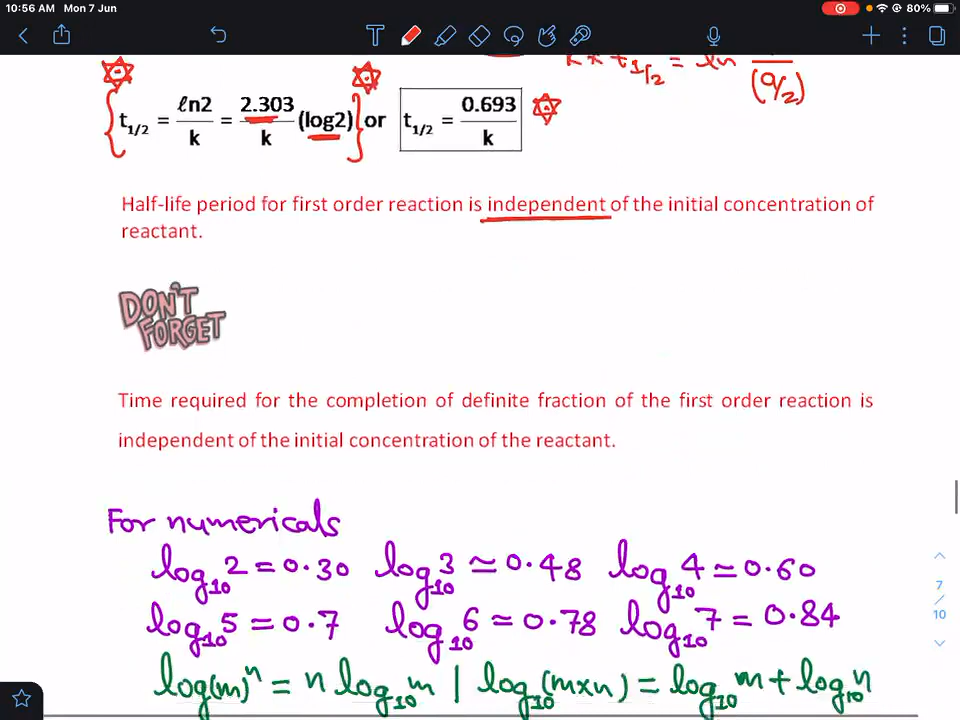 10:56 AM Mon 7 Jun 80%
k × t1/2 = ln (a/2)
t1/2 = ℓn2/k = 2.303/k (log2) or t1/2 = 0.693/k
Half-life period for first order reaction is independent of the initial concentration of
reactant.
DON'T
FORGET
Time required for the completion of definite fraction of the first order reaction is
independent of the initial concentration of the reactant.
For numericals
log10 2 = 0.30 log10 3 ≃ 0.48 log10 4 ≃ 0.60
log10 5 = 0.7 log10 6 ≃ 0.78 log10 7 = 0.84
log(m)^n = n log10 m | log10 (m×n) = log10 m + log10 n
7
/
10